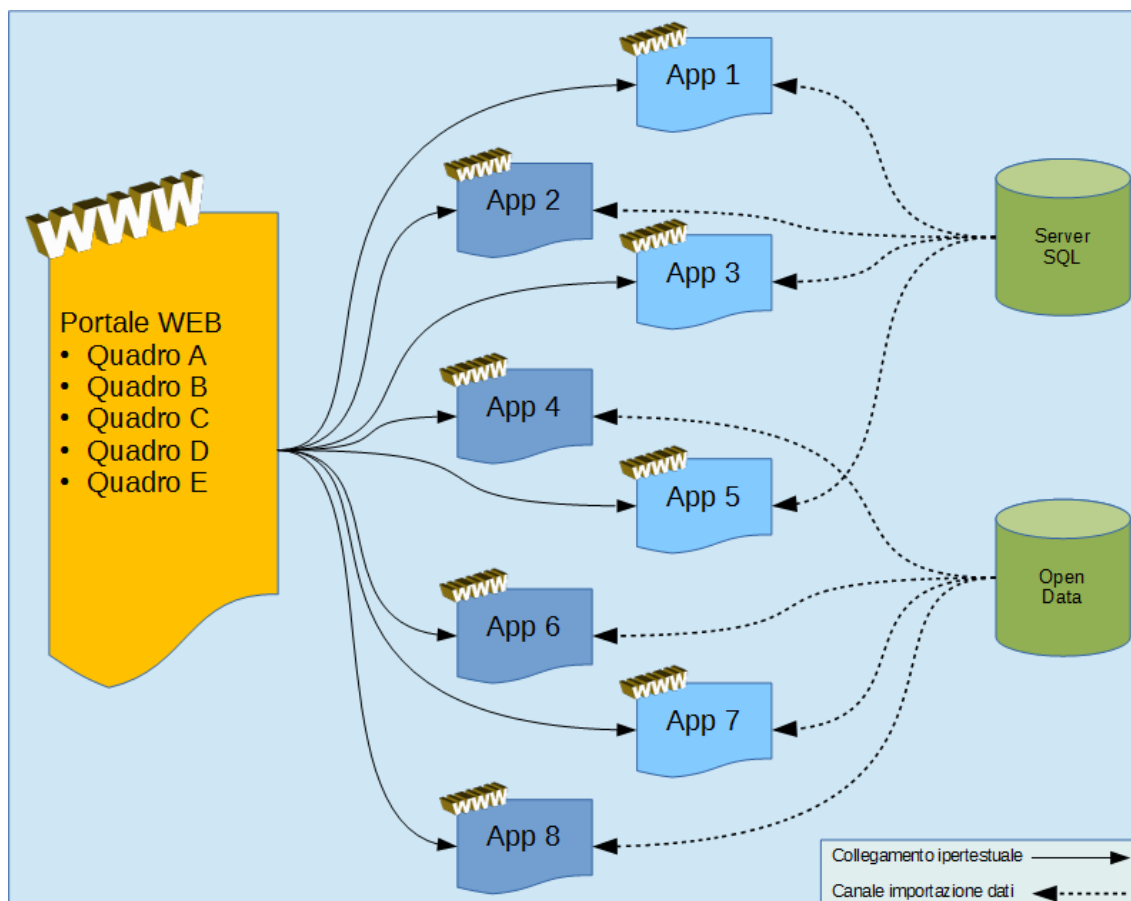 WWW
App 1
WWW
App 2
WWW
App 3
WWW
Portale WEB
• Quadro A
• Quadro B
• Quadro C
• Quadro D
• Quadro E
Server
SQL
WWW
App 4
WWW
App 5
WWW
App 6
Open
Data
WWW
App 7
WWW
App 8
Collegamento ipertestuale
Canale importazione dati